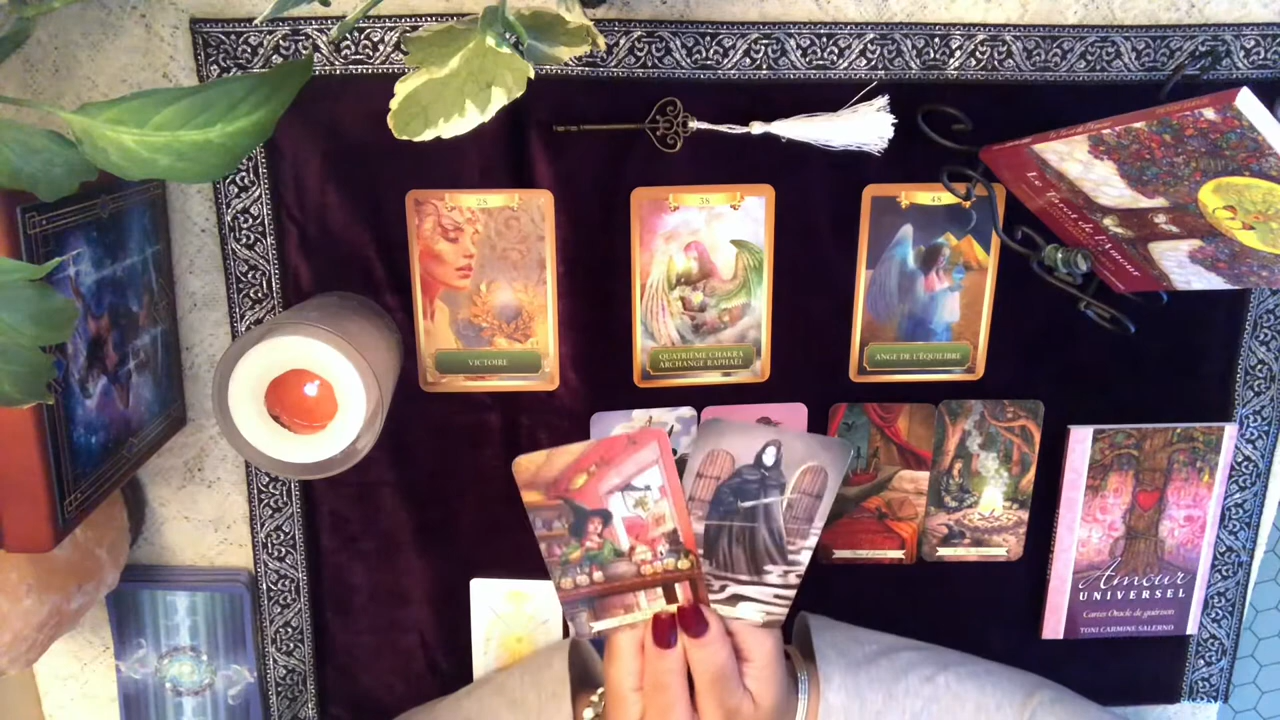 28
VICTOIRE
38
QUATRIÈME CHAKRA
ARCHANGE RAPHAËL
48
ANGE DE L'ÉQUILIBRE
Le Tarot de l'Amour
Amour
UNIVERSEL
Cartes Oracle de guérison
TONI CARMINE SALERNO